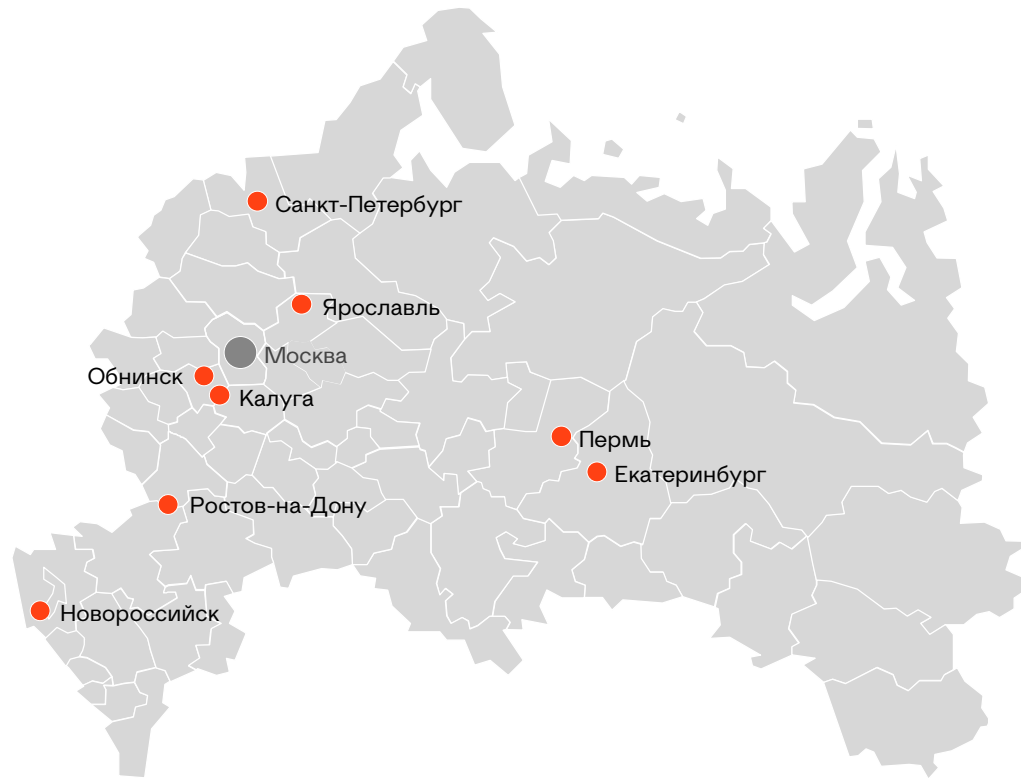 Санкт-Петербург
Ярославль
Москва
Обнинск
Калуга
Пермь
Екатеринбург
Ростов-на-Дону
Новороссийск